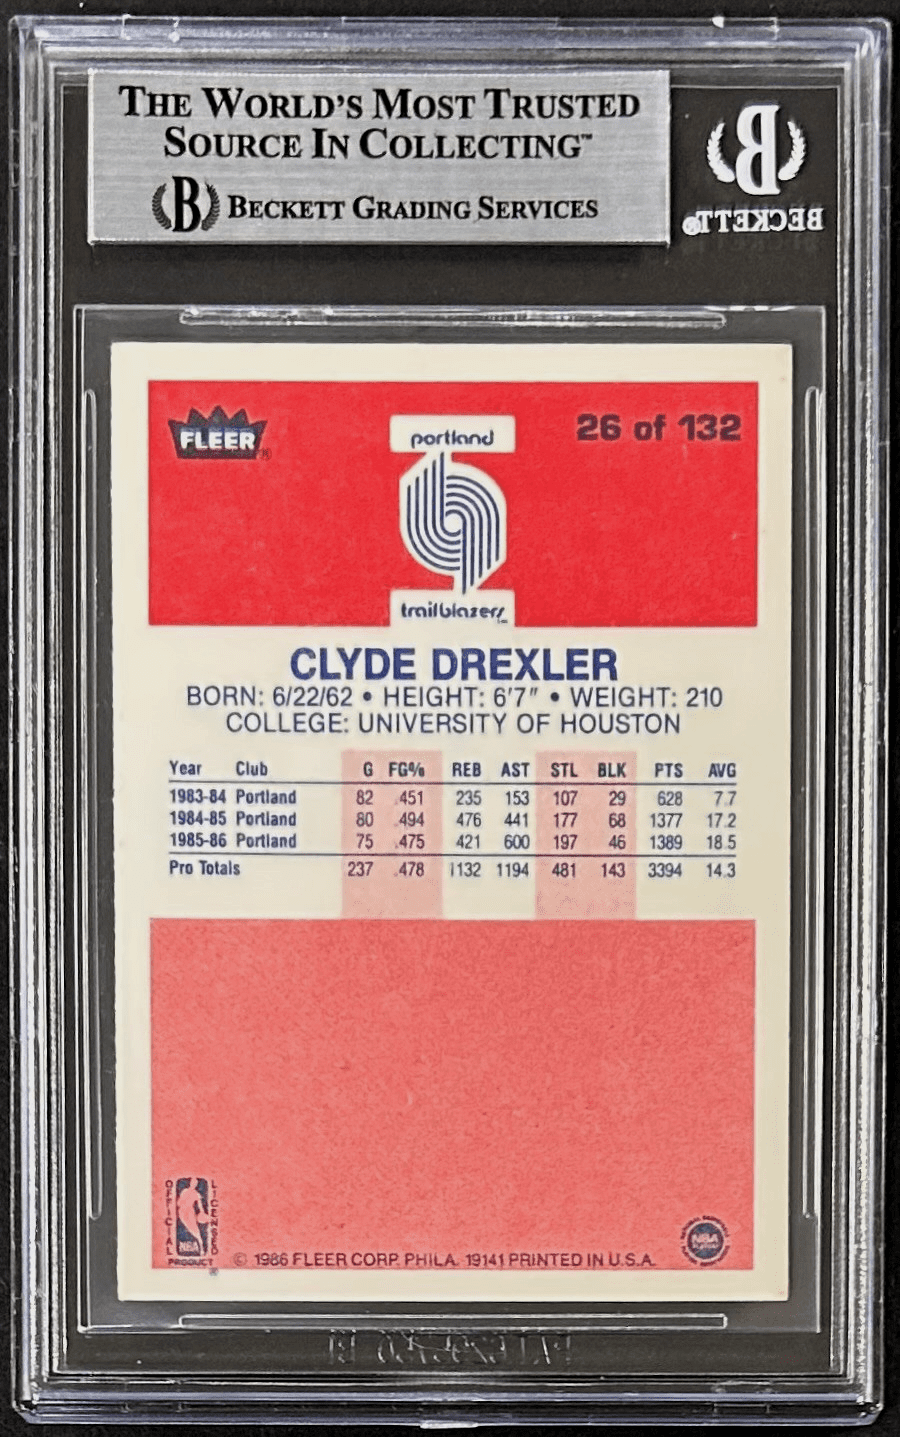 THE WORLD'S MOST TRUSTED
SOURCE IN COLLECTING™
B BECKETT GRADING SERVICES
B
BECKETT®
FLEER®
portland
26 of 132
trailblazers™
CLYDE DREXLER
BORN: 6/22/62 • HEIGHT: 6'7" • WEIGHT: 210
COLLEGE: UNIVERSITY OF HOUSTON
Year Club G FG% REB AST STL BLK PTS AVG
1983-84 Portland 82 .451 235 153 107 29 628 7.7
1984-85 Portland 80 .494 476 441 177 68 1377 17.2
1985-86 Portland 75 .475 421 600 197 46 1389 18.5
Pro Totals 237 .478 1132 1194 481 143 3394 14.3
OFFICIAL
LICENSED
NBA
PRODUCT
®
© 1986 FLEER CORP. PHILA. 19141 PRINTED IN U.S.A.
NBA